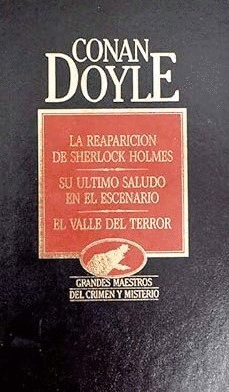 CONAN
DOYLE
LA REAPARICION
DE SHERLOCK HOLMES
SU ULTIMO SALUDO
EN EL ESCENARIO
EL VALLE DEL TERROR
GRANDES MAESTROS
DEL CRIMEN Y MISTERIO